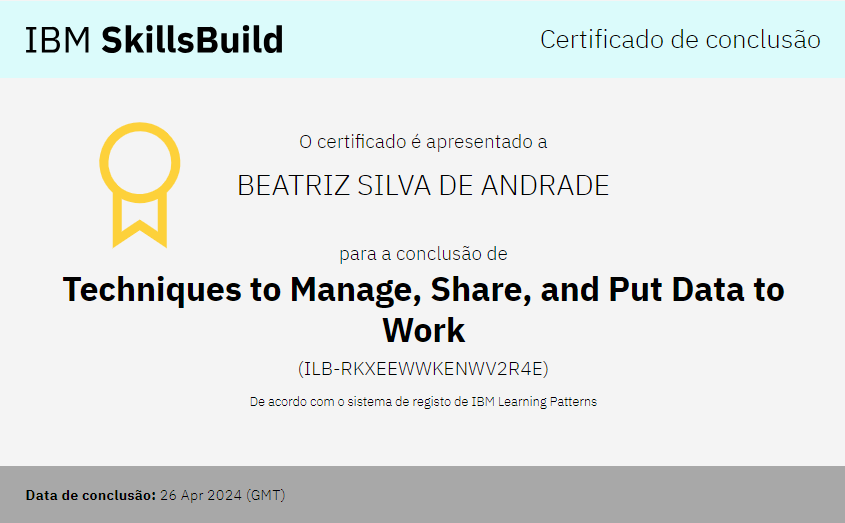 IBM SkillsBuild
Certificado de conclusão
O certificado é apresentado a
BEATRIZ SILVA DE ANDRADE
para a conclusão de
Techniques to Manage, Share, and Put Data to
Work
(ILB-RKXEEWWKENWV2R4E)
De acordo com o sistema de registo de IBM Learning Patterns
Data de conclusão: 26 Apr 2024 (GMT)